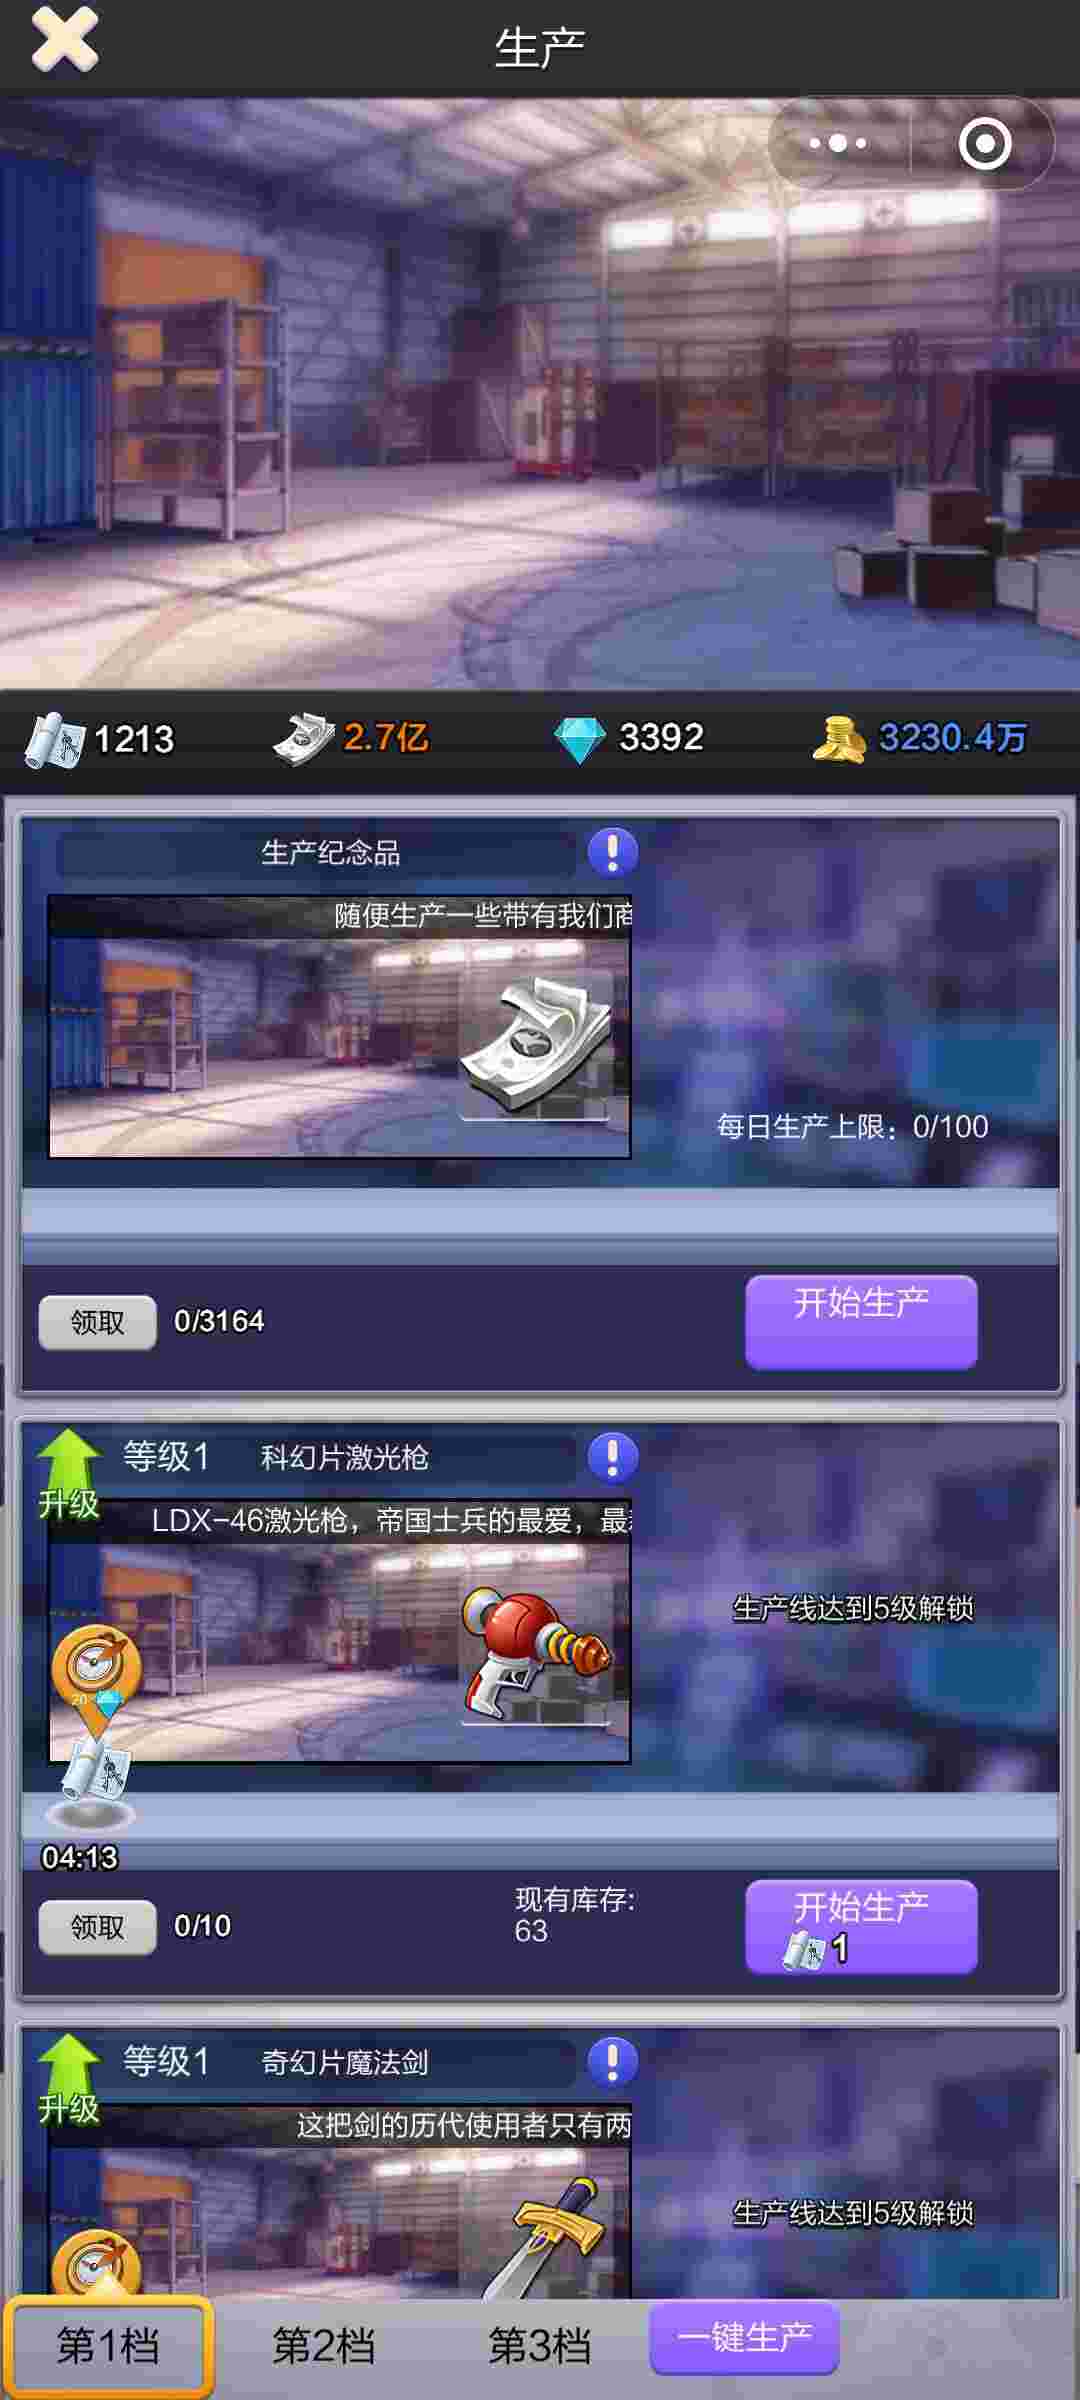 生产
1213
2.7亿
3392
3230.4万
生产纪念品
随便生产一些带有我们商
每日生产上限：0/100
领取
0/3164
开始生产
升级
等级1
科幻片激光枪
LDX-46激光枪，帝国士兵的最爱，最
生产线达到5级解锁
20
04:13
领取
0/10
现有库存:
63
开始生产
1
升级
等级1
奇幻片魔法剑
这把剑的历代使用者只有两
生产线达到5级解锁
第1档
第2档
第3档
一键生产